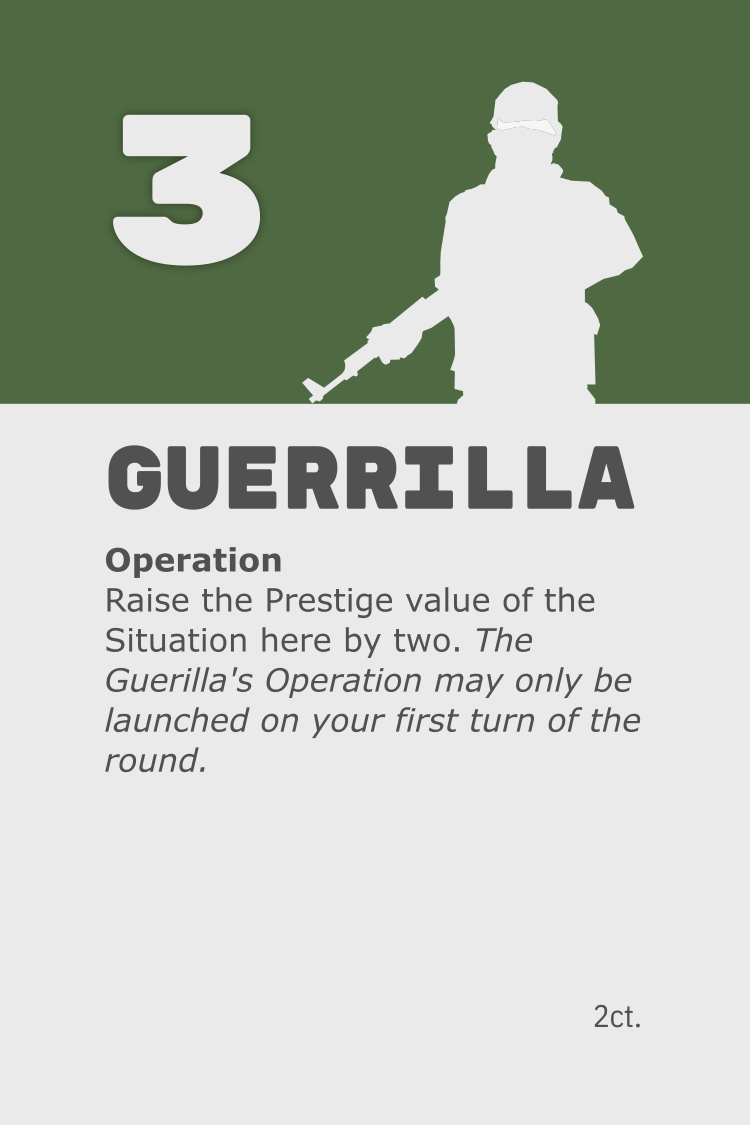 3
GUERRILLA
Operation
Raise the Prestige value of the
Situation here by two. The
Guerilla's Operation may only be
launched on your first turn of the
round.
2ct.